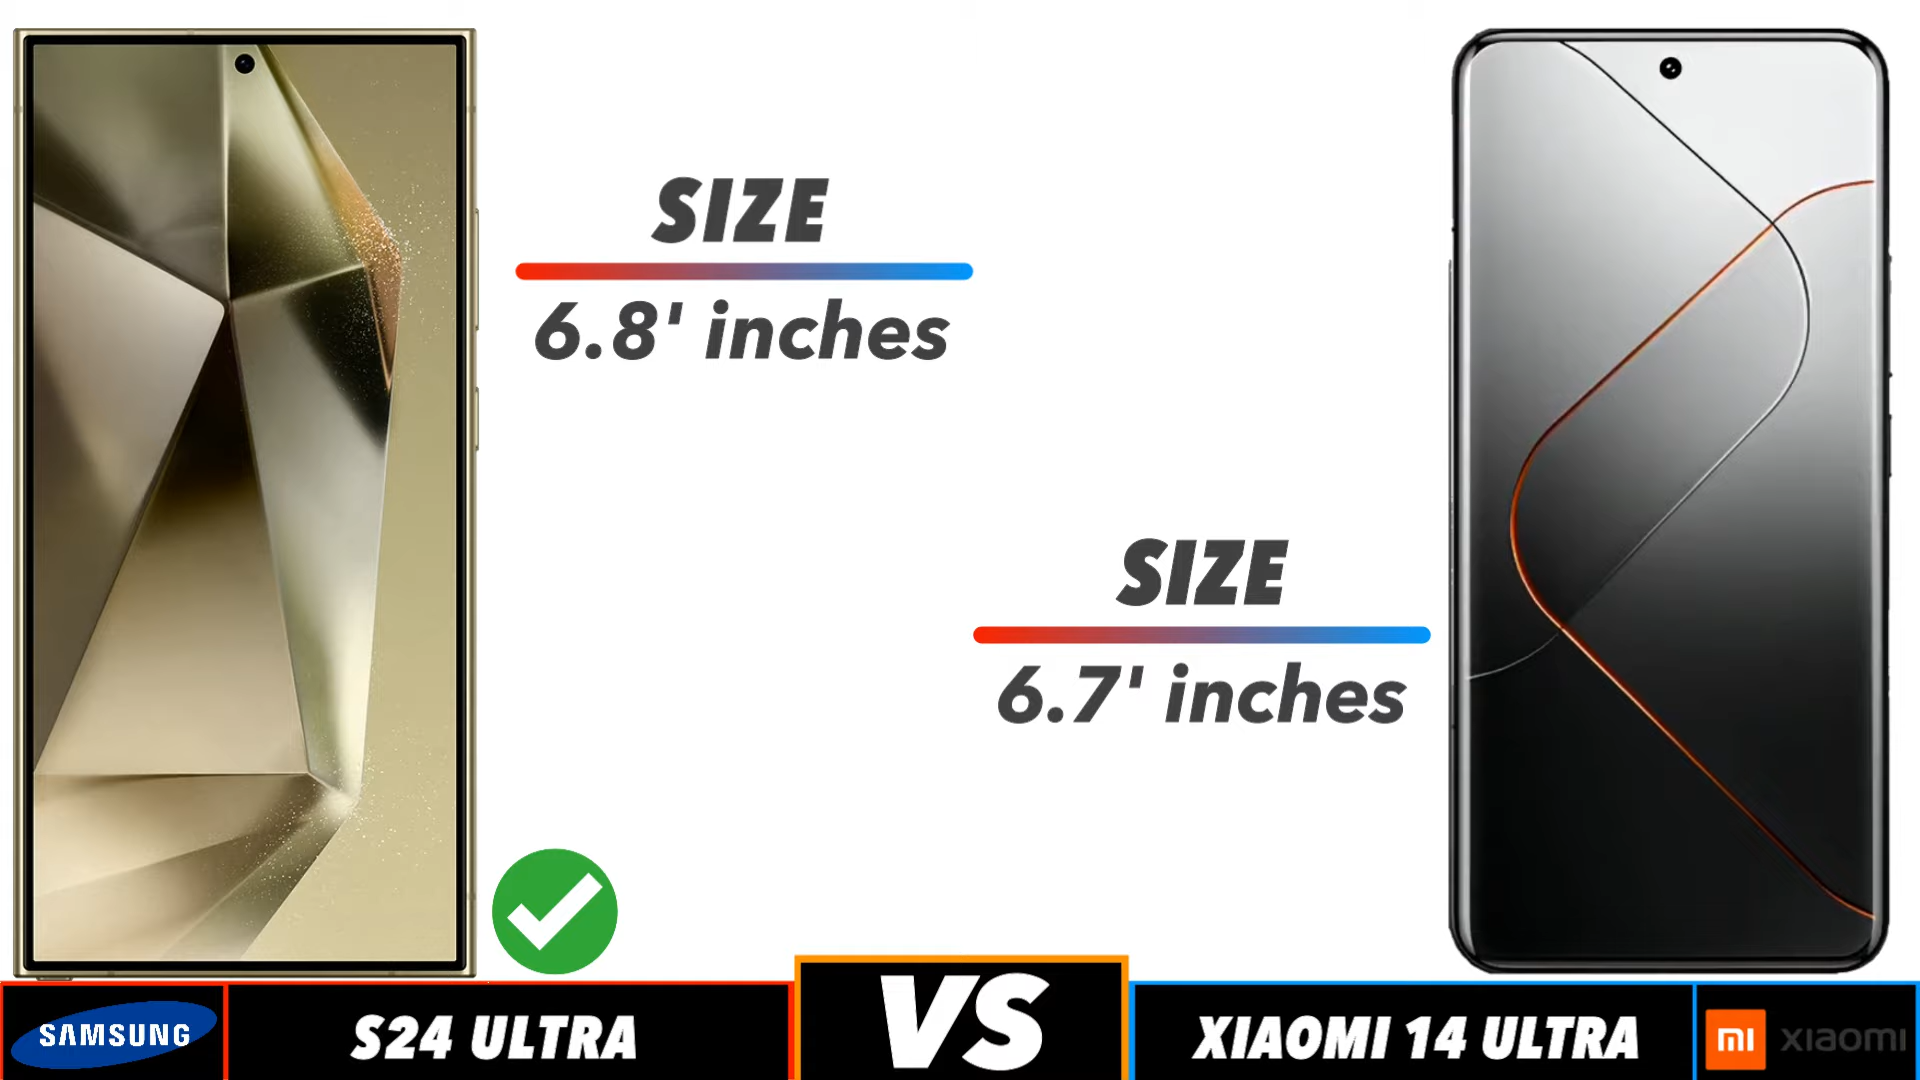 SIZE
6.8' inches
SIZE
6.7' inches
SAMSUNG
S24 ULTRA
VS
XIAOMI 14 ULTRA
mi
xiaomi